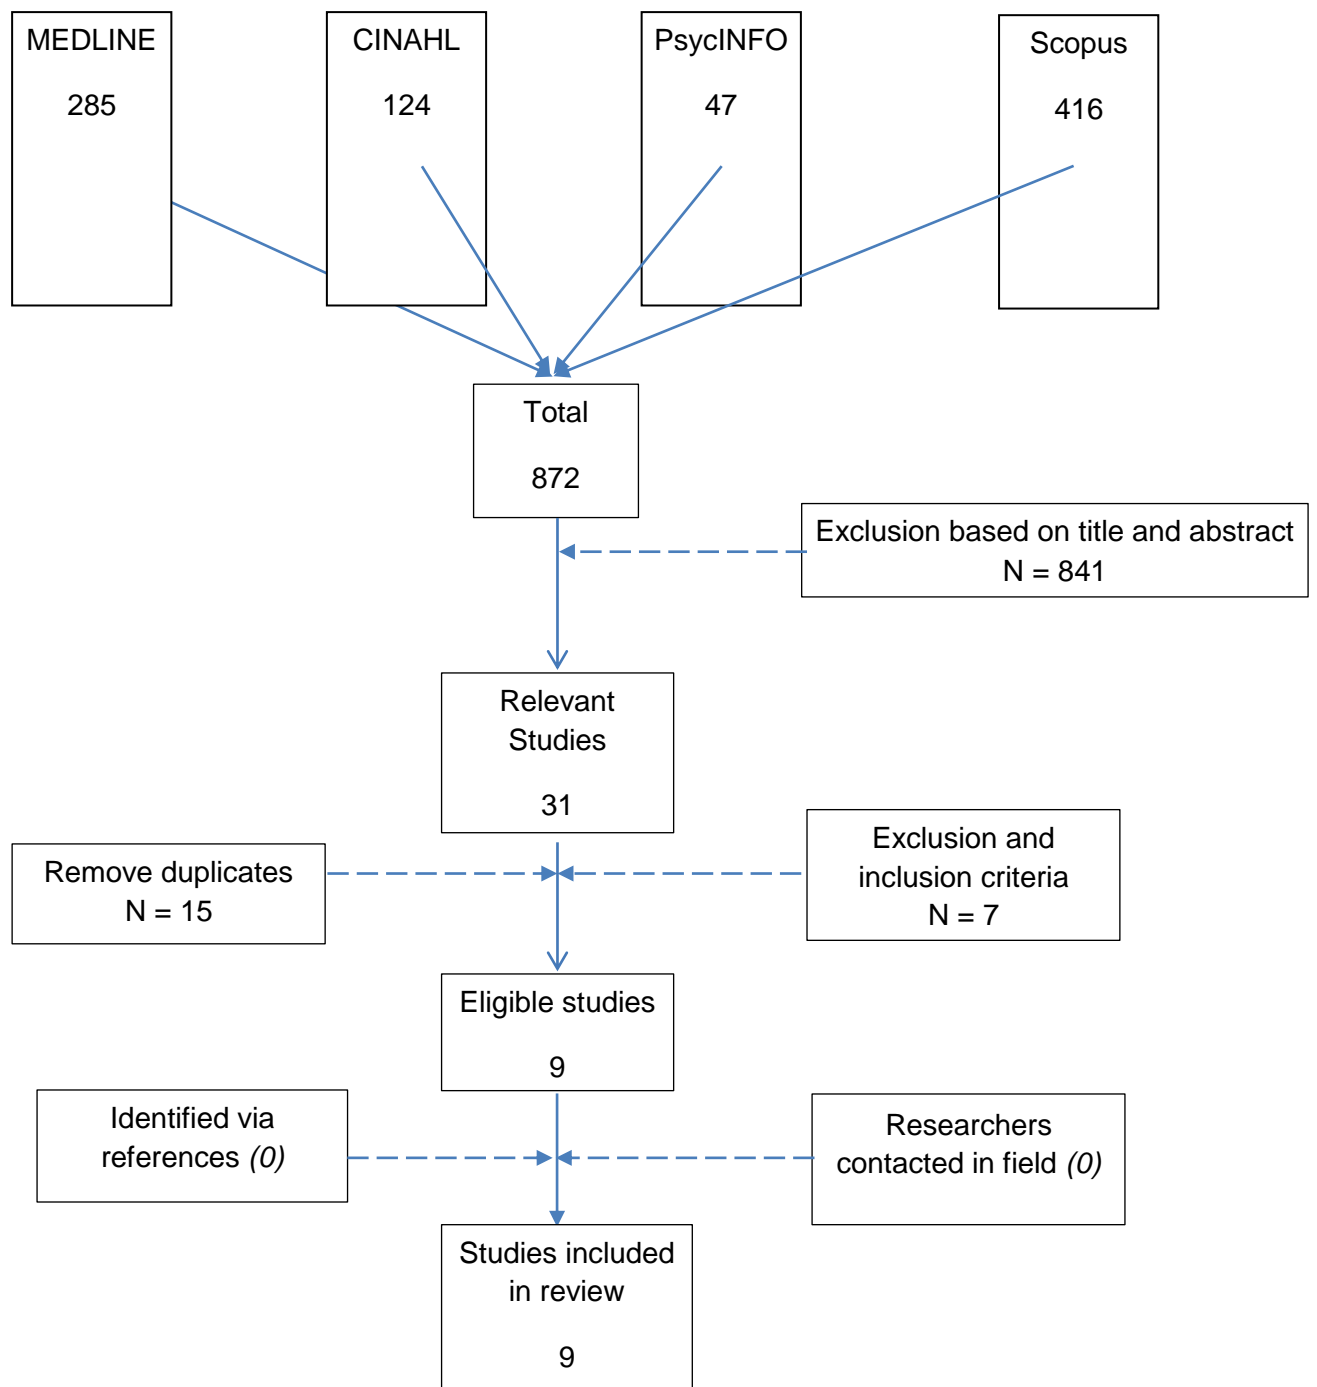 MEDLINE
285
CINAHL
124
PsycINFO
47
Scopus
416
Total
872
Exclusion based on title and abstract
N = 841
Relevant
Studies
31
Remove duplicates
N = 15
Exclusion and
inclusion criteria
N = 7
Eligible studies
9
Identified via
references (0)
Researchers
contacted in field (0)
Studies included
in review
9